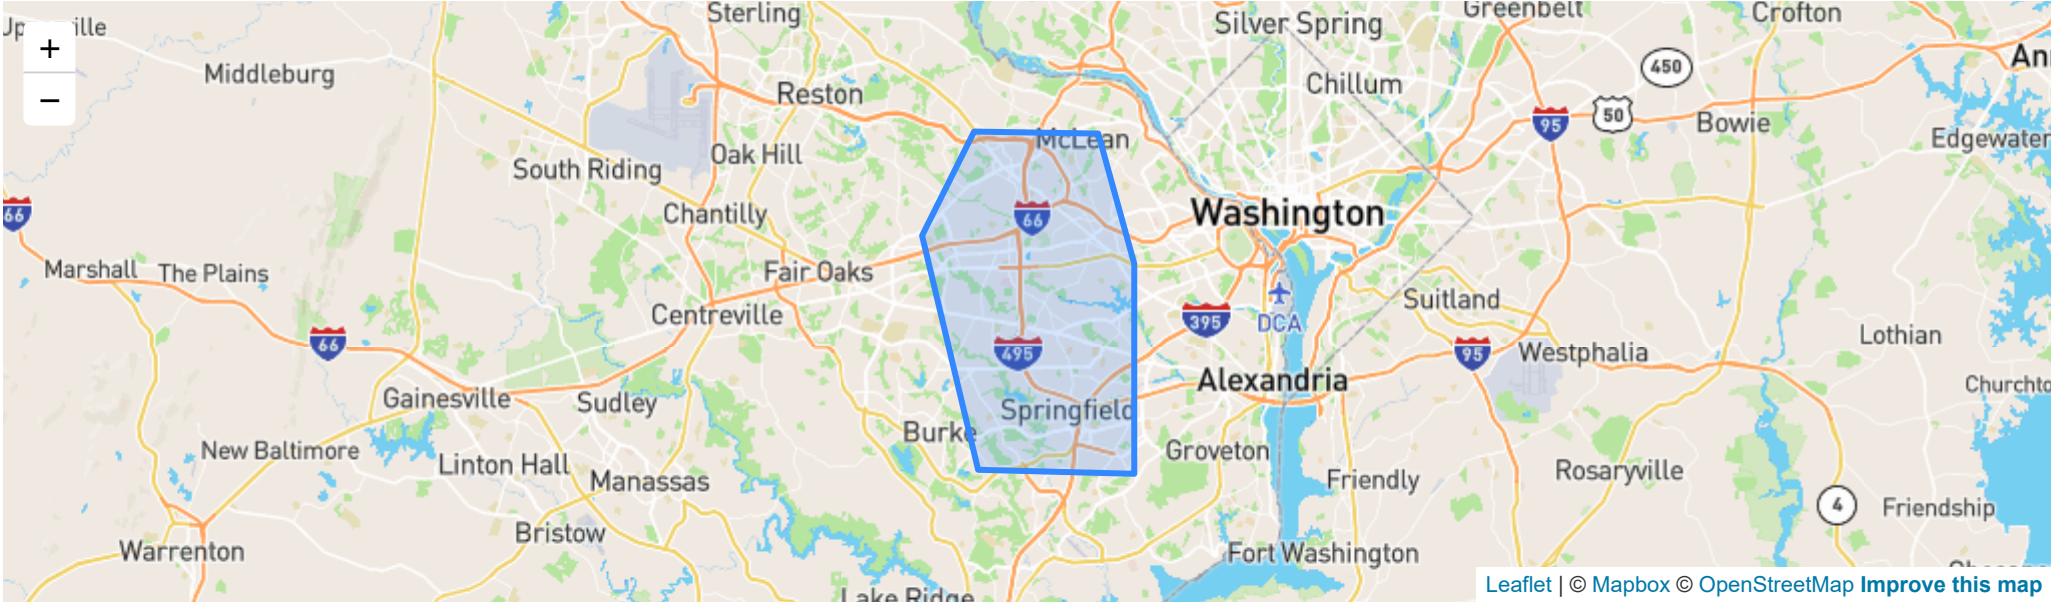 Sterling
Silver Spring
Greenbelt
Crofton
+
−
Middleburg
Reston
Chillum
450
50
95
Bowie
McLean
Edgewater
Oak Hill
South Riding
Chantilly
66
66
Washington
Marshall
The Plains
Fair Oaks
Centreville
Suitland
395
DCA
66
495
95
Westphalia
Lothian
Alexandria
Gainesville
Sudley
Springfield
Burke
New Baltimore
Linton Hall
Manassas
Groveton
Friendly
Rosaryville
4
Friendship
Bristow
Warrenton
Fort Washington
Lake Ridge
Leaflet | © Mapbox © OpenStreetMap Improve this map